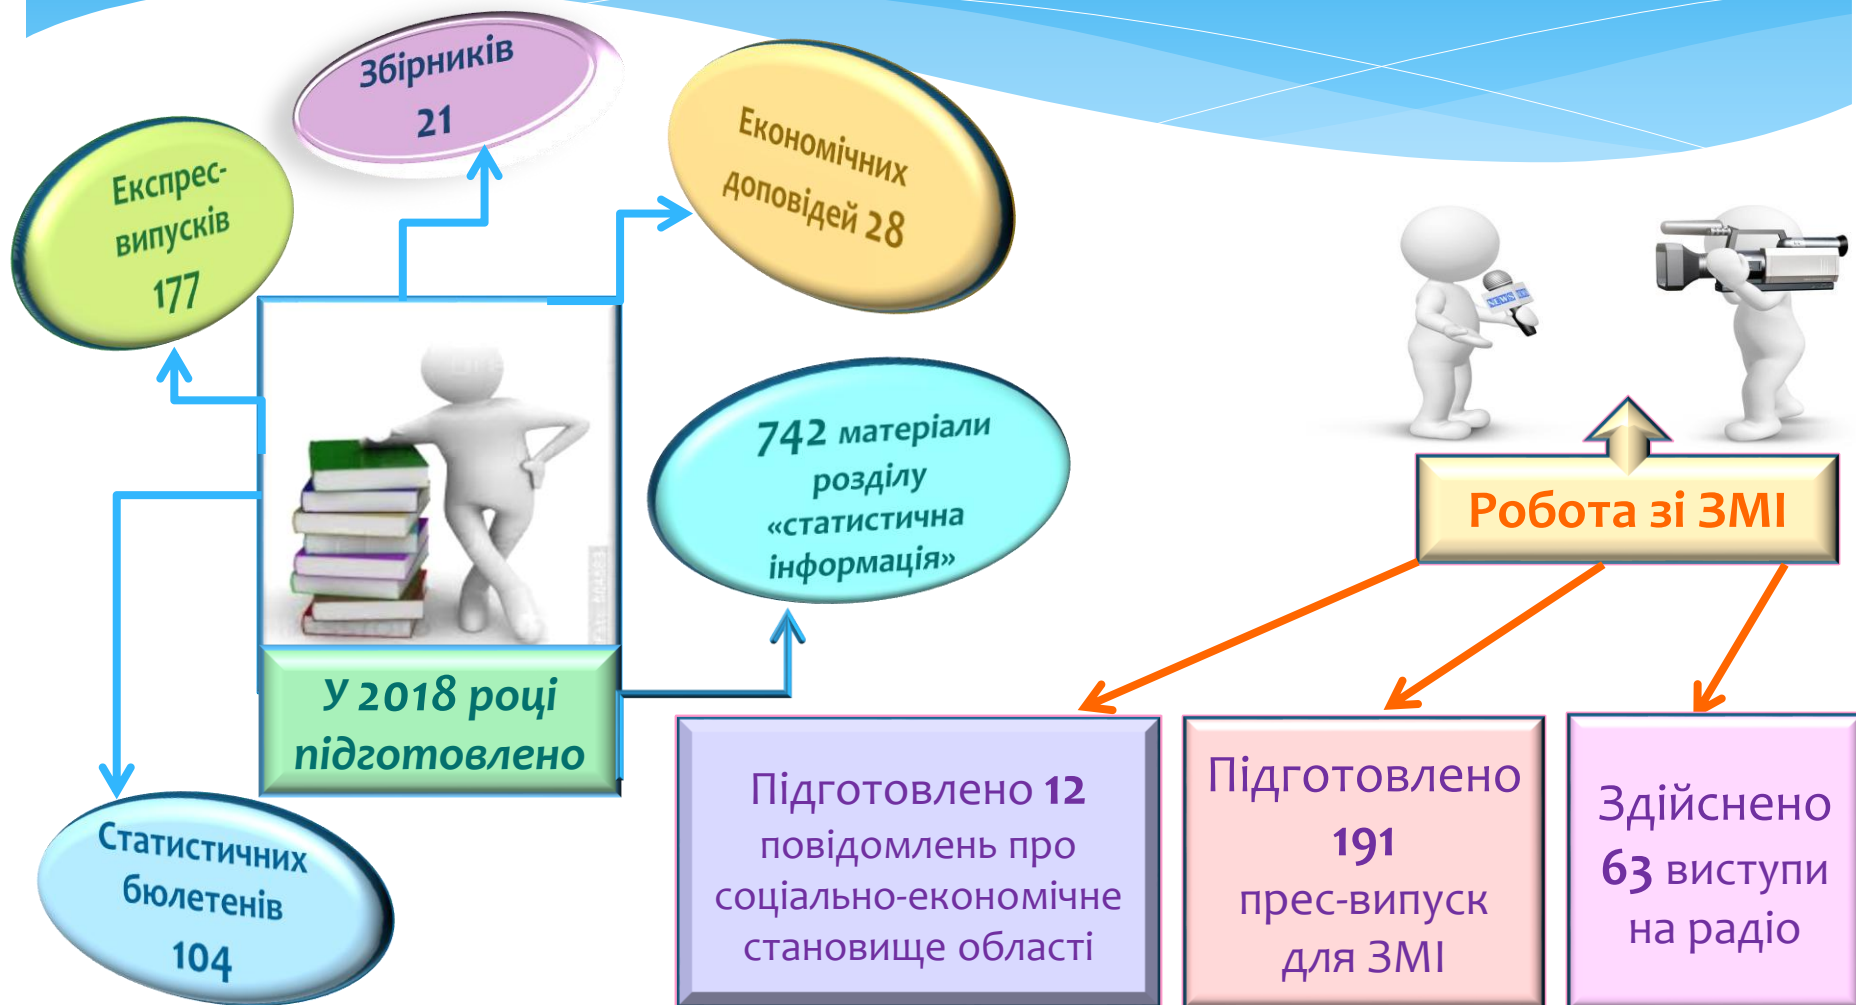 Збірників
21
Експрес-
випусків
177
Економічних
доповідей 28
742 матеріали
розділу
«статистична
інформація»
У 2018 році
підготовлено
Статистичних
бюлетенів
104
NEWS
Робота зі ЗМІ
Підготовлено 12
повідомлень про
соціально-економічне
становище області
Підготовлено
191
прес-випуск
для ЗМІ
Здійснено
63 виступи
на радіо